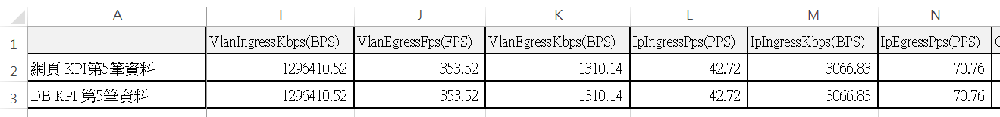 A I J K L M N
1 VlanIngressKbps(BPS) VlanEgressFps(FPS) VlanEgressKbps(BPS) IpIngressPps(PPS) IpIngressKbps(BPS) IpEgressPps(PPS)
2 網頁 KPI第5筆資料 1296410.52 353.52 1310.14 42.72 3066.83 70.76
3 DB KPI 第5筆資料 1296410.52 353.52 1310.14 42.72 3066.83 70.76